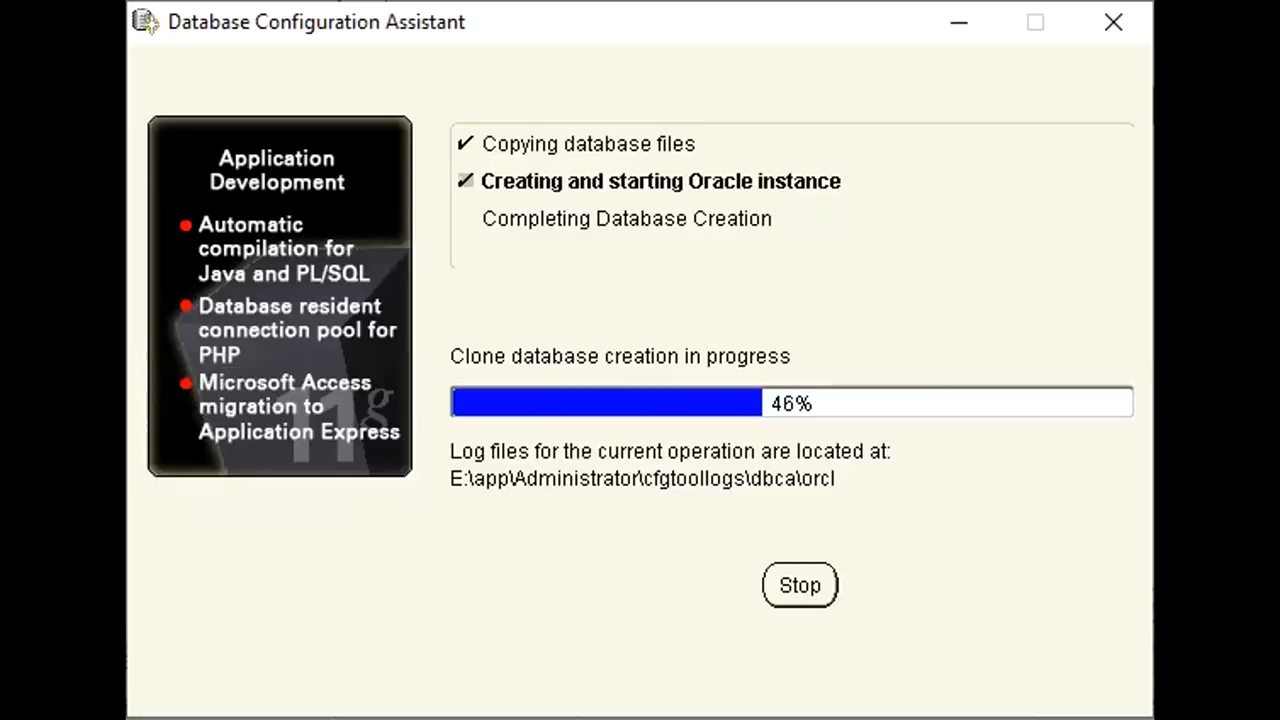 Database Configuration Assistant
Application
Development
Automatic
compilation for
Java and PL/SQL
Database resident
connection pool for
PHP
Microsoft Access
migration to
Application Express
11g
Copying database files
Creating and starting Oracle instance
Completing Database Creation
Clone database creation in progress
46%
Log files for the current operation are located at:
E:\app\Administrator\cfgtoollogs\dbca\orcl
Stop